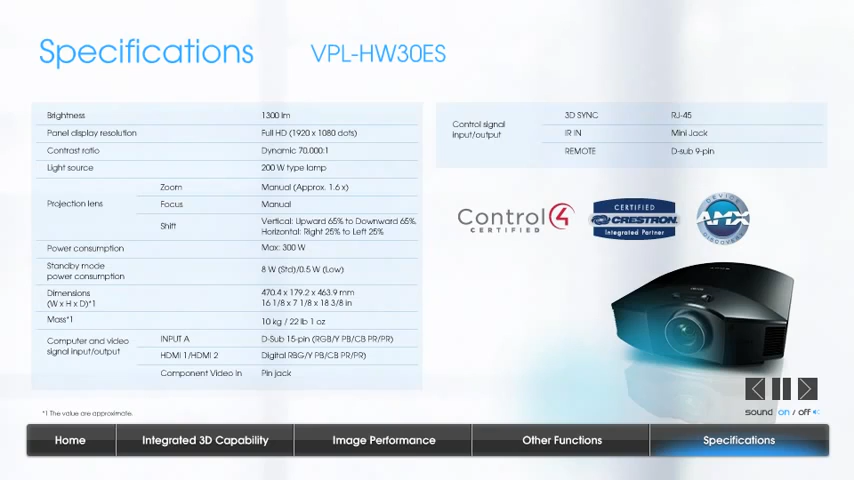 Specifications VPL-HW30ES
Brightness 1300 lm
Panel display resolution Full HD (1920 x 1080 dots)
Contrast ratio Dynamic 70.000:1
Light source 200 W type lamp
Projection lens
Zoom Manual (Approx. 1.6 x)
Focus Manual
Shift Vertical: Upward 65% to Downward 65%.
Horizontal: Right 25% to Left 25%
Power consumption Max: 300 W
Standby mode
power consumption 8 W (Std)/0.5 W (Low)
Dimensions 470.4 x 179.2 x 463.9 mm
(W x H x D)*1 16 1/8 x 7 1/8 x 18 3/8 in
Mass*1 10 kg / 22 lb 1 oz
Computer and video
signal input/output
INPUT A D-Sub 15-pin (RGB/Y PB/CB PR/PR)
HDMI 1/HDMI 2 Digital RBG/Y PB/CB PR/PR)
Component Video In Pin jack
*1 The value are approximate.
Control signal
input/output
3D SYNC RJ-45
IR IN Mini Jack
REMOTE D-sub 9-pin
Control4
CERTIFIED
CERTIFIED
CRESTRON
Integrated Partner
DEVICE
AMX
DISCOVERY
sound on / off
Home Integrated 3D Capability Image Performance Other Functions Specifications